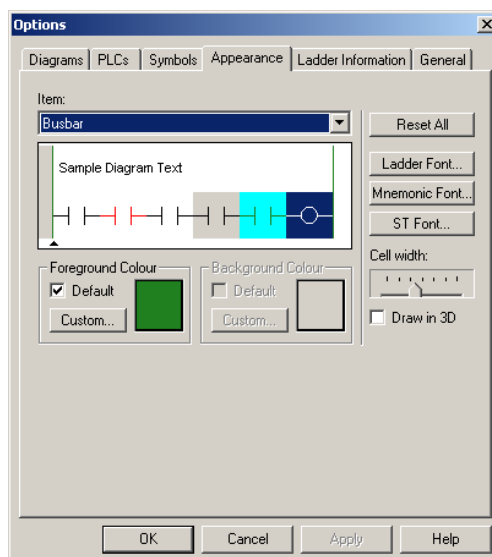 Options
Diagrams PLCs Symbols Appearance Ladder Information General
Item:
Busbar
Reset All
Sample Diagram Text
Ladder Font...
Mnemonic Font...
ST Font...
Cell width:
Foreground Colour
Background Colour
Default
Default
Custom...
Custom...
Draw in 3D
OK Cancel Apply Help